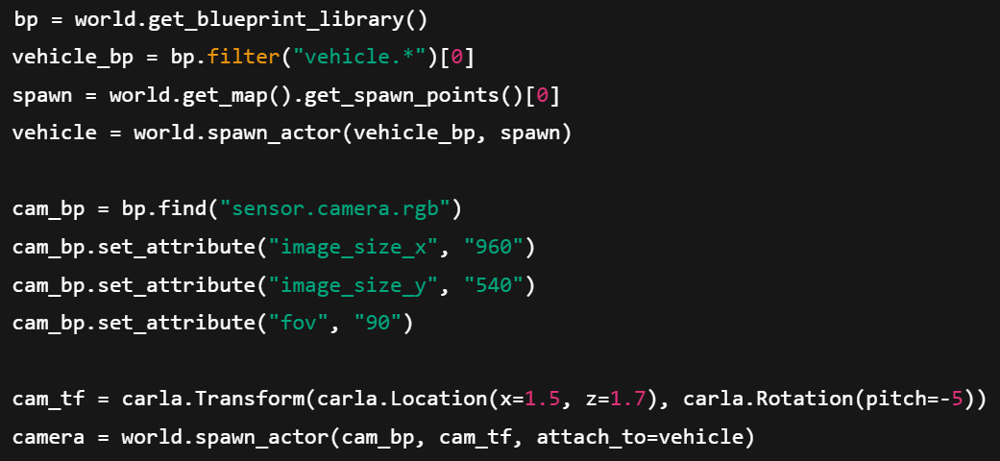 bp = world.get_blueprint_library()
vehicle_bp = bp.filter("vehicle.*")[0]
spawn = world.get_map().get_spawn_points()[0]
vehicle = world.spawn_actor(vehicle_bp, spawn)
cam_bp = bp.find("sensor.camera.rgb")
cam_bp.set_attribute("image_size_x", "960")
cam_bp.set_attribute("image_size_y", "540")
cam_bp.set_attribute("fov", "90")
cam_tf = carla.Transform(carla.Location(x=1.5, z=1.7), carla.Rotation(pitch=-5))
camera = world.spawn_actor(cam_bp, cam_tf, attach_to=vehicle)